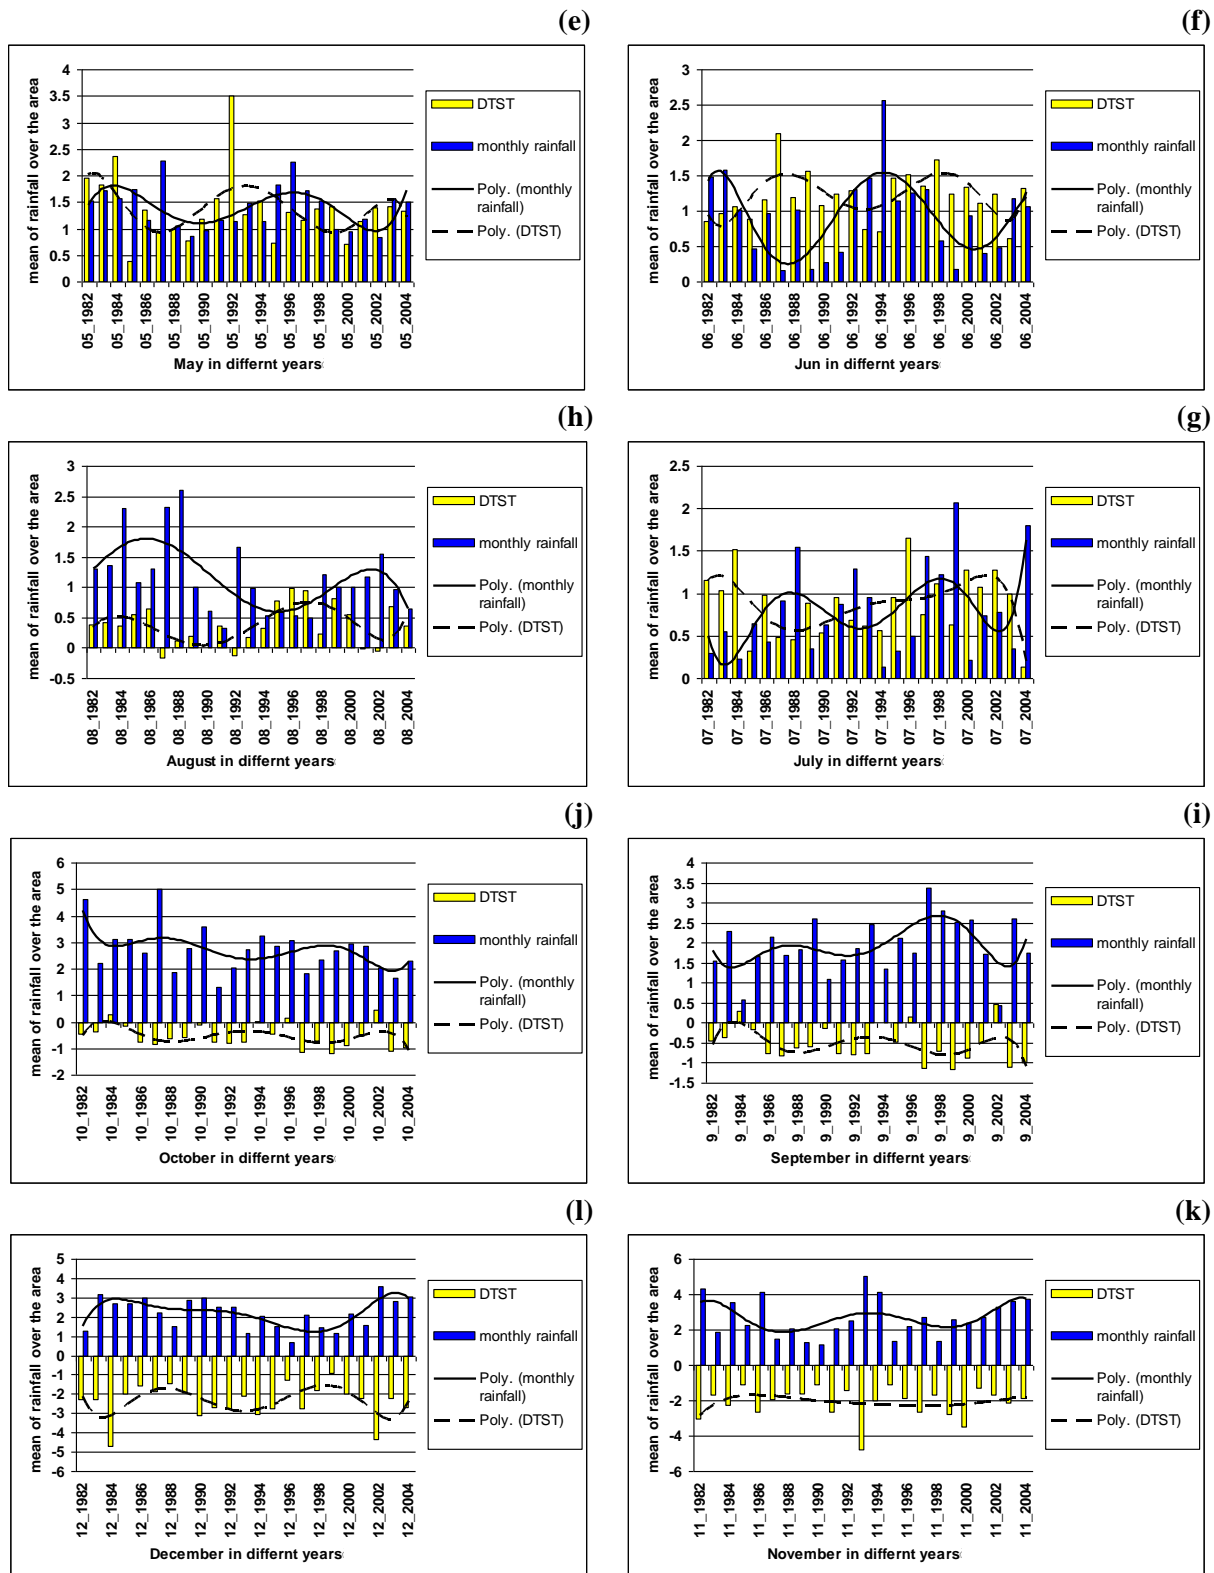 (e)
mean of rainfall over the area
4
3.5
3
2.5
2
1.5
1
0.5
0
05_1982
05_1984
05_1986
05_1988
05_1990
05_1992
05_1994
05_1996
05_1998
05_2000
05_2002
05_2004
May in differnt years
DTST
monthly rainfall
Poly. (monthly
rainfall)
Poly. (DTST)
(f)
mean of rainfall over the area
3
2.5
2
1.5
1
0.5
0
06_1982
06_1984
06_1986
06_1988
06_1990
06_1992
06_1994
06_1996
06_1998
06_2000
06_2002
06_2004
Jun in differnt years
DTST
monthly rainfall
Poly. (monthly
rainfall)
Poly. (DTST)
(h)
mean of rainfall over the area
3
2.5
2
1.5
1
0.5
0
-0.5
08_1982
08_1984
08_1986
08_1988
08_1990
08_1992
08_1994
08_1996
08_1998
08_2000
08_2002
08_2004
August in differnt years
DTST
monthly rainfall
Poly. (monthly
rainfall)
Poly. (DTST)
(g)
mean of rainfall over the area
2.5
2
1.5
1
0.5
0
07_1982
07_1984
07_1986
07_1988
07_1990
07_1992
07_1994
07_1996
07_1998
07_2000
07_2002
07_2004
July in differnt years
DTST
monthly rainfall
Poly. (monthly
rainfall)
Poly. (DTST)
(j)
mean of rainfall over the area
6
5
4
3
2
1
0
-1
-2
10_1982
10_1984
10_1986
10_1988
10_1990
10_1992
10_1994
10_1996
10_1998
10_2000
10_2002
10_2004
October in differnt years
DTST
monthly rainfall
Poly. (monthly
rainfall)
Poly. (DTST)
(i)
mean of rainfall over the area
4
3.5
3
2.5
2
1.5
1
0.5
0
-0.5
-1
-1.5
9_1982
9_1984
9_1986
9_1988
9_1990
9_1992
9_1994
9_1996
9_1998
9_2000
9_2002
9_2004
September in differnt years
DTST
monthly rainfall
Poly. (monthly
rainfall)
Poly. (DTST)
(l)
mean of rainfall over the area
5
4
3
2
1
0
-1
-2
-3
-4
-5
-6
12_1982
12_1984
12_1986
12_1988
12_1990
12_1992
12_1994
12_1996
12_1998
12_2000
12_2002
12_2004
December in differnt years
DTST
monthly rainfall
Poly. (monthly
rainfall)
Poly. (DTST)
(k)
mean of rainfall over the area
6
4
2
0
-2
-4
-6
11_1982
11_1984
11_1986
11_1988
11_1990
11_1992
11_1994
11_1996
11_1998
11_2000
11_2002
11_2004
November in differnt years
DTST
monthly rainfall
Poly. (monthly
rainfall)
Poly. (DTST)